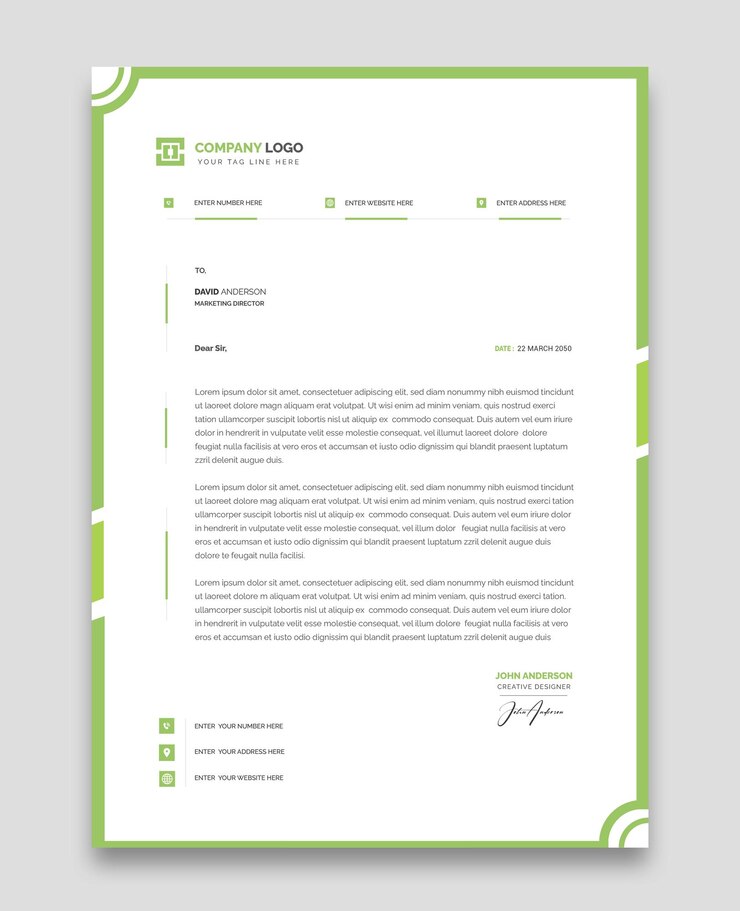 COMPANY LOGO
YOUR TAG LINE HERE
ENTER NUMBER HERE
ENTER WEBSITE HERE
ENTER ADDRESS HERE
TO,
DAVID ANDERSON
MARKETING DIRECTOR
Dear Sir,
DATE : 22 MARCH 2050
Lorem ipsum dolor sit amet, consectetuer adipiscing elit, sed diam nonummy nibh euismod tincidunt
ut laoreet dolore magn aliquam erat volutpat. Ut wisi enim ad minim veniam, quis nostrud exerci
tation ullamcorper suscipit lobortis nisl ut aliquip ex commodo consequat. Duis autem vel eum iriure
dolor in hendrerit in vulputate velit esse molestie consequat, vel illumut laoreet dolore dolore
feugiat nulla facilisis at vero eros et accumsan et iusto odio dignissim qui blandit praesent luptatum
zzril delenit augue duis.
Lorem ipsum dolor sit amet, consectetuer adipiscing elit, sed diam nonummy nibh euismod tincidunt
ut laoreet dolore mag aliquam erat volutpat. Ut wisi enim ad minim veniam, quis nostrud exerci tation
ullamcorper suscipit lobortis nisl ut aliquip ex commodo consequat. Duis autem vel eum iriure dolor
in hendrerit in vulputate velit esse molestie consequat, vel illum dolor feugiat nulla facilisis at vero
eros et accumsan et iusto odio dignissim qui blandit praesent luptatum zzril delenit augue duis
dolore te feugait nulla facilisi.
Lorem ipsum dolor sit amet, consectetuer adipiscing elit, sed diam nonummy nibh euismod tincidunt
ut laoreet dolore m aliquam erat volutpat. Ut wisi enim ad minim veniam, quis nostrud exerci tation.
ullamcorper suscipit lobortis nisl ut aliquip ex commodo consequat. Duis autem vel eum iriure dolor
in hendrerit in vulputate velit esse molestie consequat, vel illum dolore feugiat nulla facilisis at vero
eros et accumsan et iusto odio dignissim qui blandit praesent luptatum zzril delenit augue duis
JOHN ANDERSON
CREATIVE DESIGNER
John Anderson
ENTER YOUR NUMBER HERE
ENTER YOUR ADDRESS HERE
ENTER YOUR WEBSITE HERE